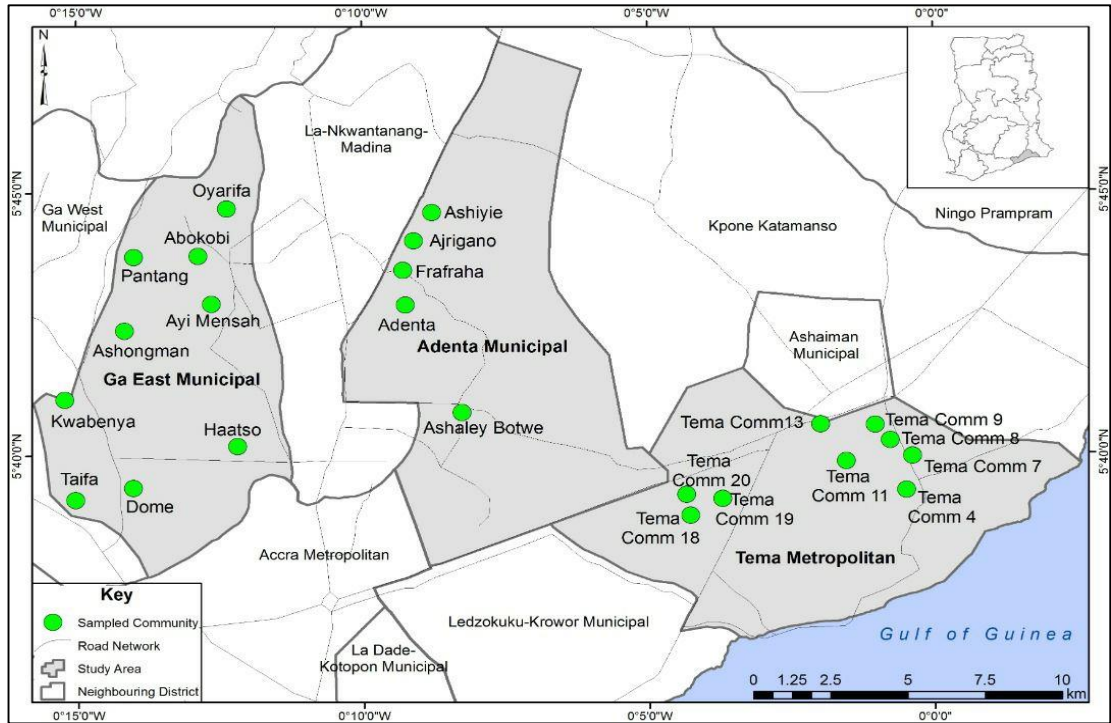 0°15'0"W
0°10'0"W
0°5'0"W
0°0'0"
N
5°45'0"N
5°45'0"N
5°40'0"N
5°40'0"N
La-Nkwantanang-
Madina
Ga West
Municipal
Oyarifa
Abokobi
Pantang
Ayi Mensah
Ashongman
Ga East Municipal
Kwabenya
Haatso
Taifa
Dome
Ashiyie
Ajrigano
Frafraha
Adenta
Adenta Municipal
Ashaley Botwe
Kpone Katamanso
Ningo Prampram
Ashaiman
Municipal
Tema Comm13
Tema Comm 9
Tema Comm 8
Tema Comm 7
Tema
Comm 20
Tema
Comm 11
Tema
Comm 4
Tema
Comm 19
Tema
Comm 18
Tema Metropolitan
Accra Metropolitan
Ledzokuku-Krowor Municipal
La Dade-
Kotopon Municipal
Gulf of Guinea
Key
Sampled Community
Road Network
Study Area
Neighbouring District
0 1.25 2.5 5 7.5 10
km
0°15'0"W
0°10'0"W
0°5'0"W
0°0'0"